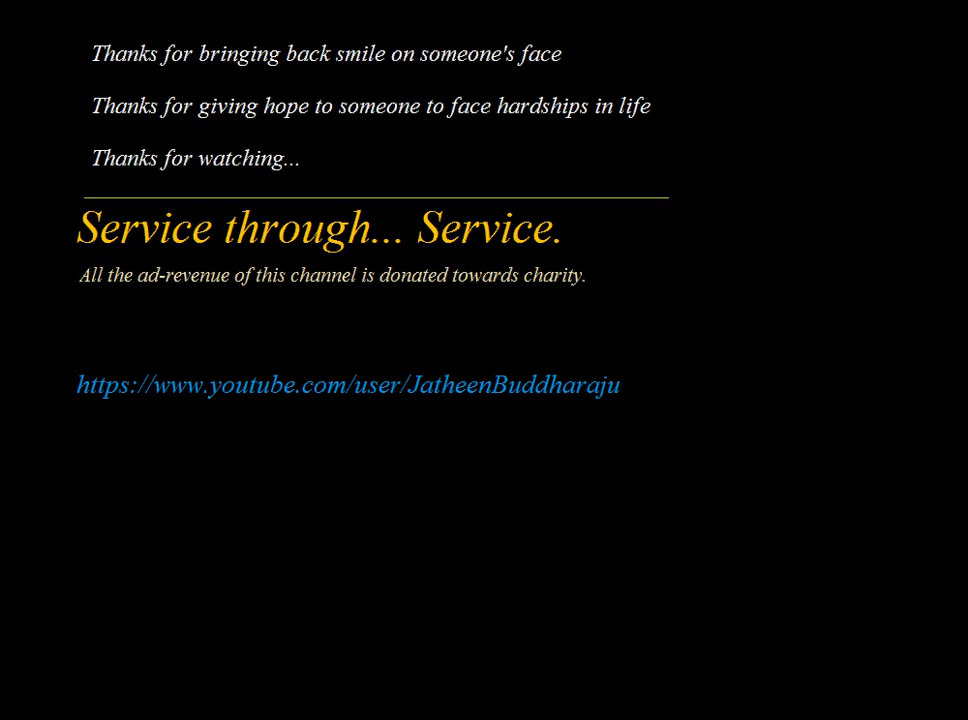 Thanks for bringing back smile on someone's face
Thanks for giving hope to someone to face hardships in life
Thanks for watching...
Service through... Service.
All the ad-revenue of this channel is donated towards charity.
https://www.youtube.com/user/JatheenBuddharaju